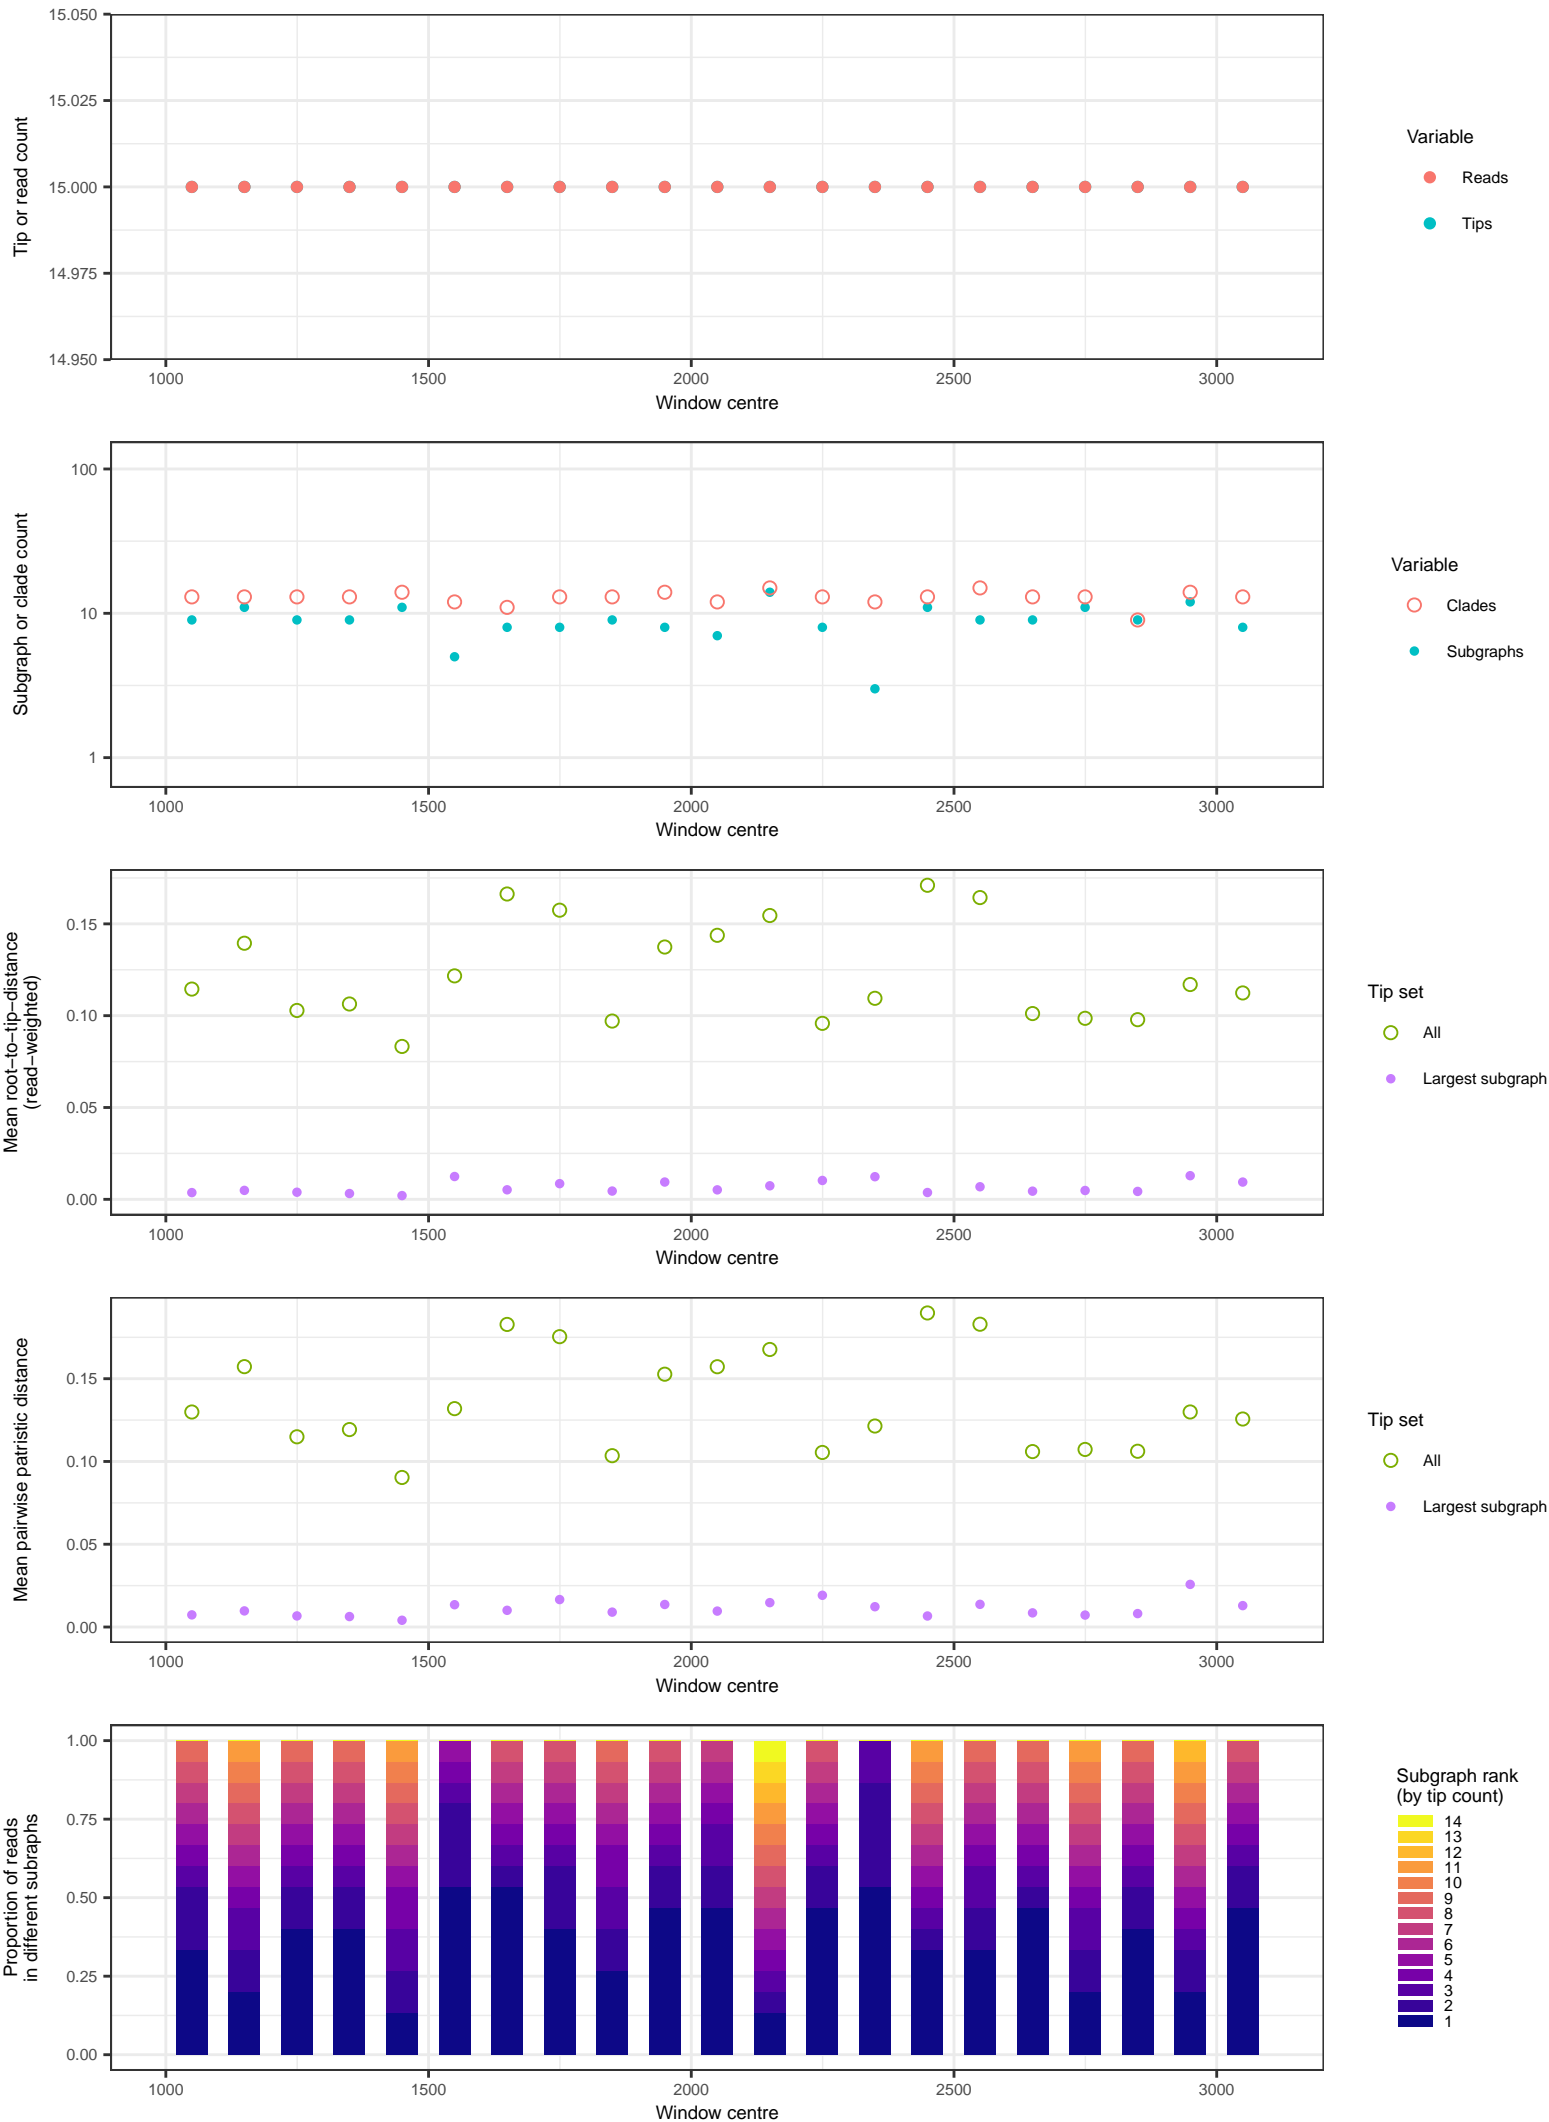 15.050
15.025
15.000
14.975
14.950
Tip or read count
1000 1500 2000 2500 3000
Window centre
Variable
Reads
Tips
100
10
1
Subgraph or clade count
1000 1500 2000 2500 3000
Window centre
Variable
Clades
Subgraphs
0.15
0.10
0.05
0.00
Mean root−to−tip−distance
(read−weighted)
1000 1500 2000 2500 3000
Window centre
Tip set
All
Largest subgraph
0.15
0.10
0.05
0.00
Mean pairwise patristic distance
1000 1500 2000 2500 3000
Window centre
Tip set
All
Largest subgraph
1.00
0.75
0.50
0.25
0.00
Proportion of reads
in different subraphs
1000 1500 2000 2500 3000
Window centre
Subgraph rank
(by tip count)
14
13
12
11
10
9
8
7
6
5
4
3
2
1